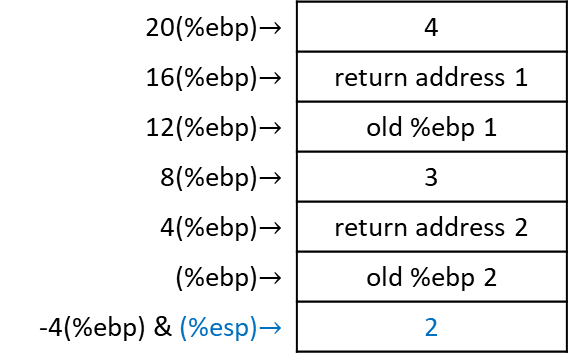 20(%ebp)→ 4
16(%ebp)→ return address 1
12(%ebp)→ old %ebp 1
8(%ebp)→ 3
4(%ebp)→ return address 2
(%ebp)→ old %ebp 2
-4(%ebp) & (%esp)→ 2